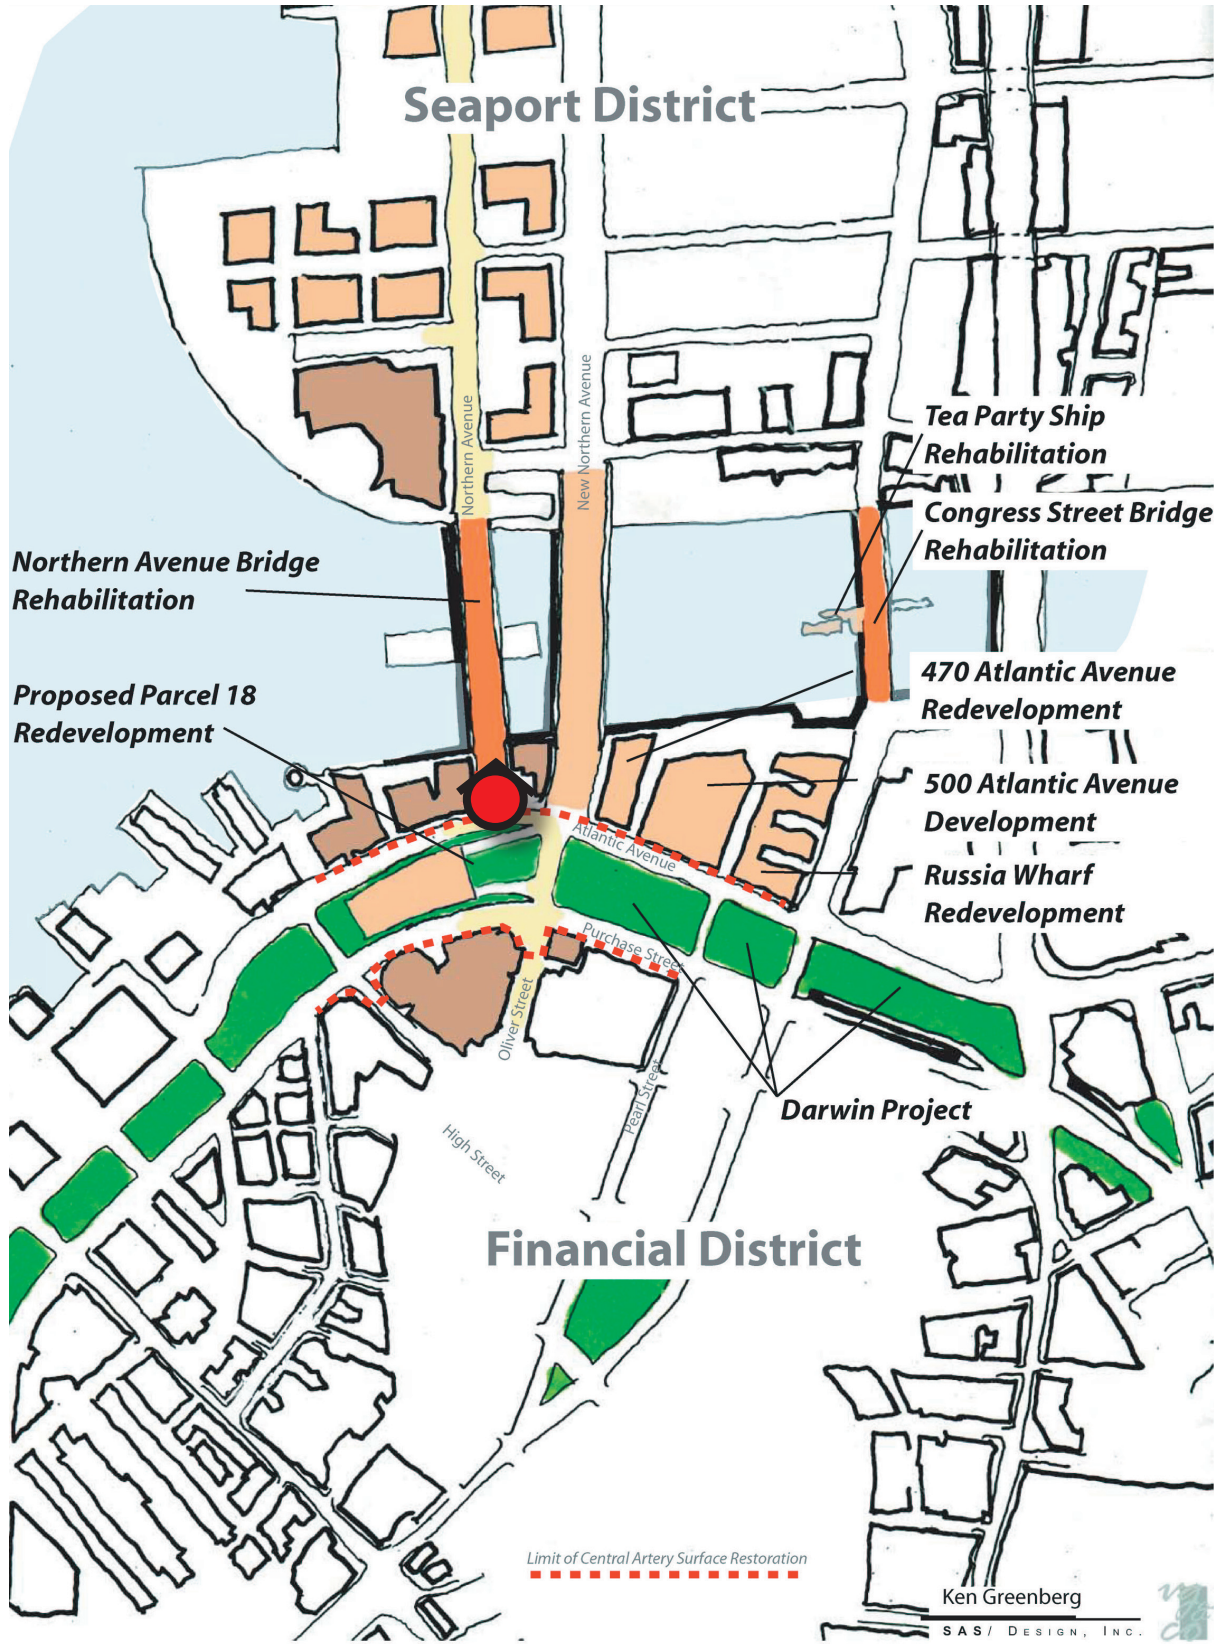 Seaport District
Northern Avenue
New Northern Avenue
Tea Party Ship
Rehabilitation
Congress Street Bridge
Rehabilitation
Northern Avenue Bridge
Rehabilitation
Proposed Parcel 18
Redevelopment
470 Atlantic Avenue
Redevelopment
500 Atlantic Avenue
Development
Russia Wharf
Redevelopment
Atlantic Avenue
Purchase Street
Oliver Street
Pearl Street
High Street
Darwin Project
Financial District
Limit of Central Artery Surface Restoration
Ken Greenberg
SAS/ DESIGN, INC.